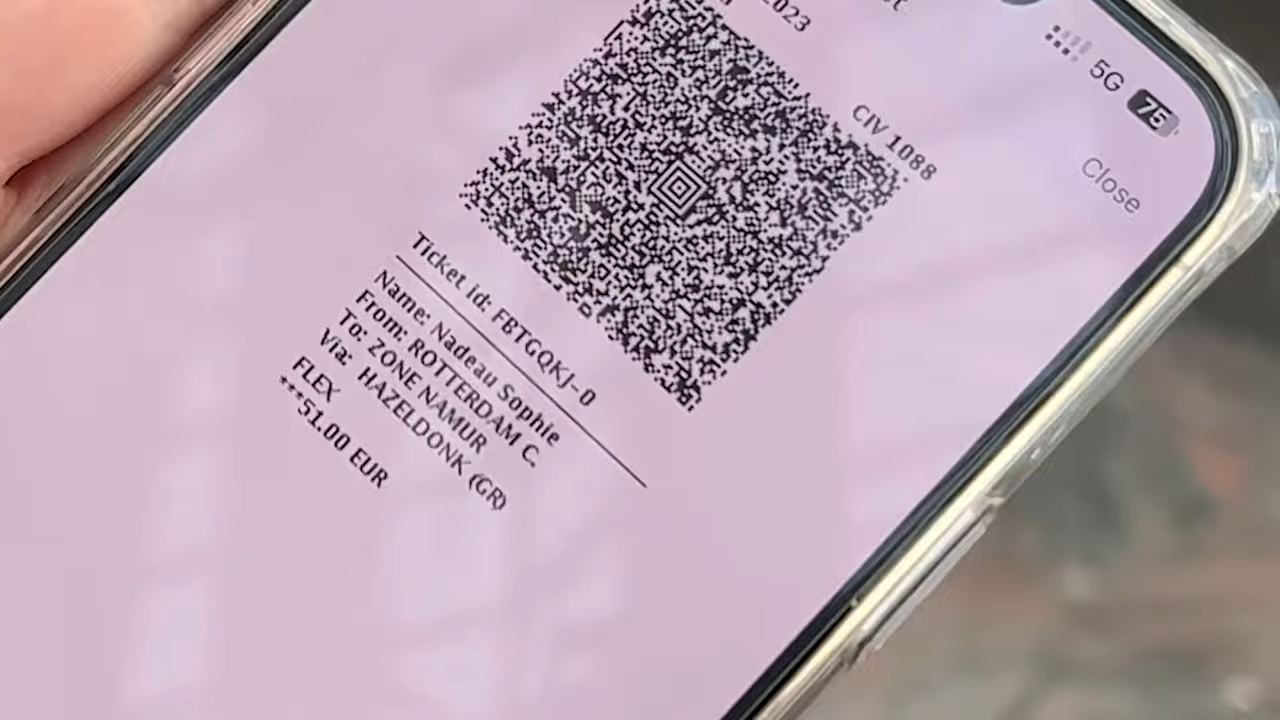 2023
5G 75
CIV 1088
Close
Ticket id: FBTGQKJ-0
Name: Nadeau Sophie
From: ROTTERDAM C.
To: ZONE NAMUR
Via: HAZELDONK (GR)
FLEX
***51.00 EUR